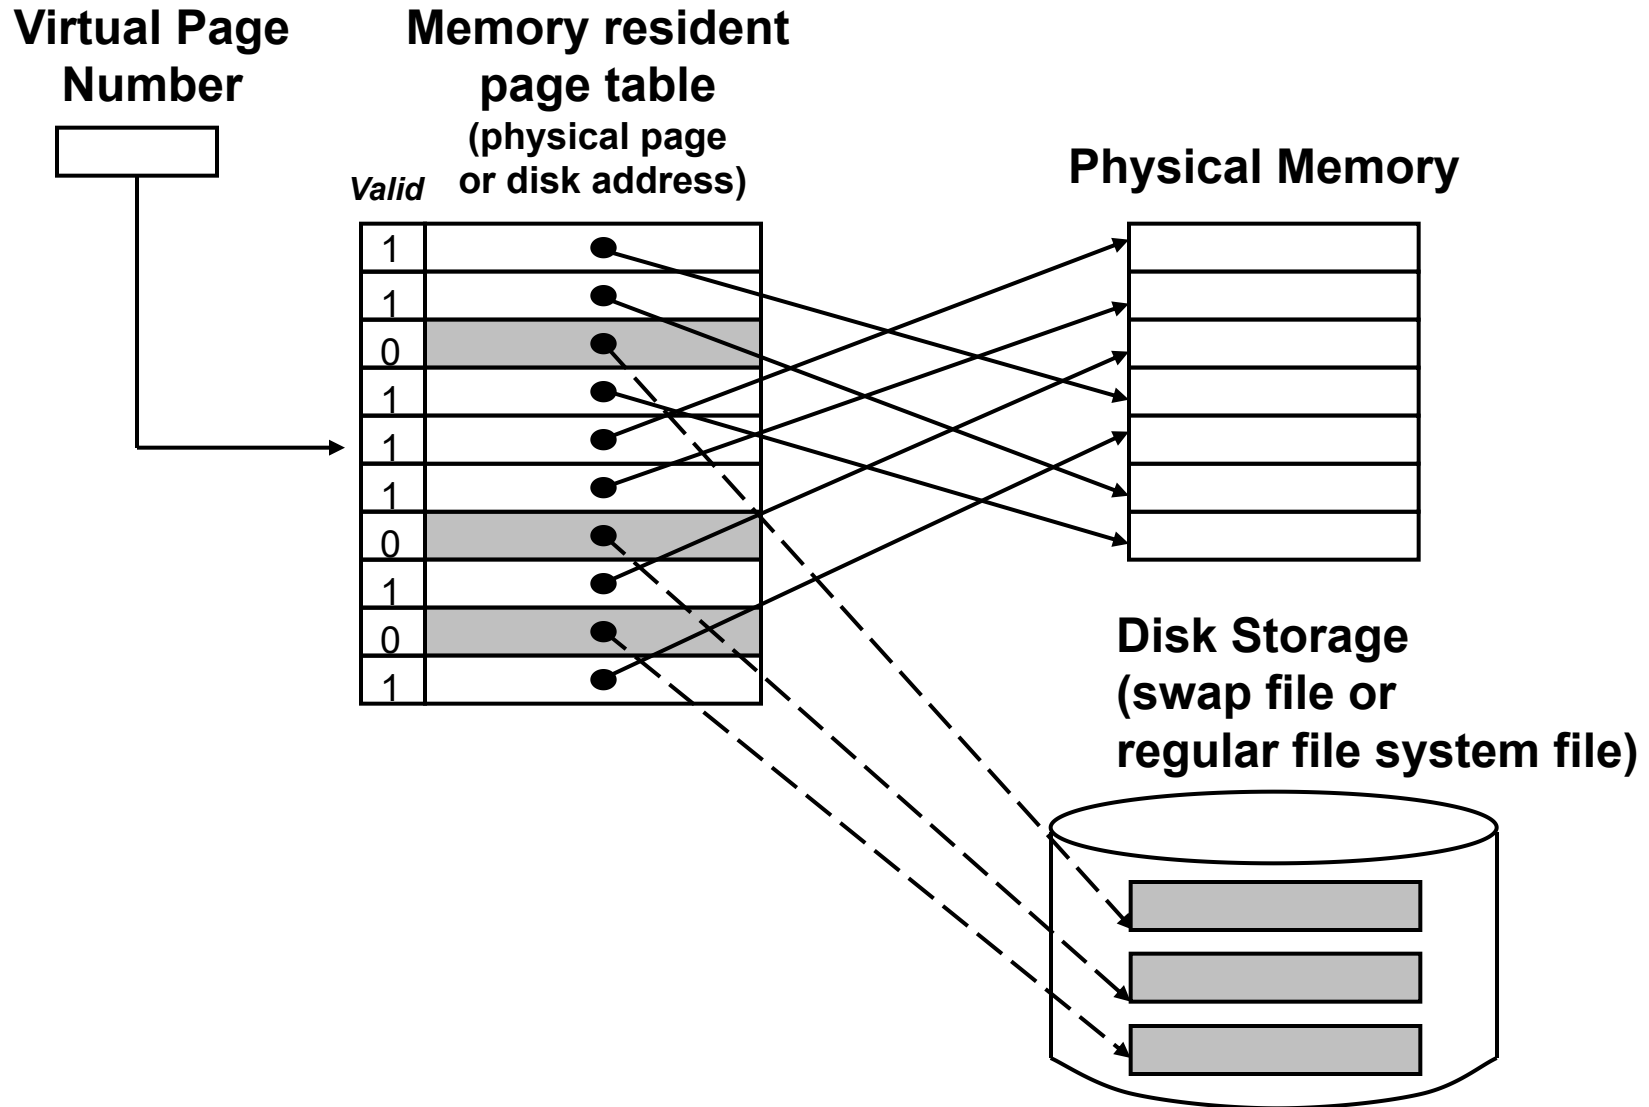 Virtual Page
Number
Memory resident
page table
(physical page
or disk address)
Valid
1
1
0
1
1
1
0
1
0
1
Physical Memory
Disk Storage
(swap file or
regular file system file)